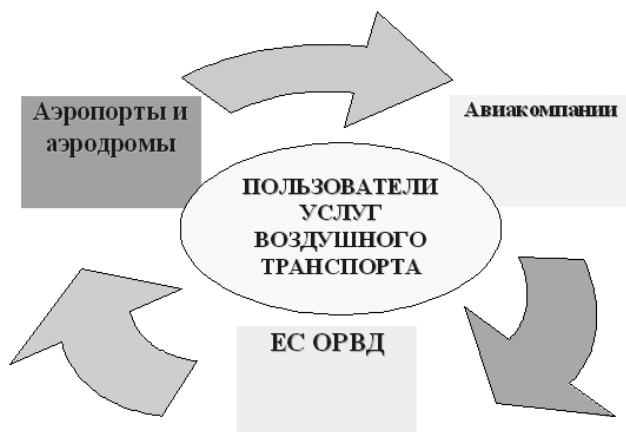 Аэропорты и
аэродромы
Авиакомпании
ПОЛЬЗОВАТЕЛИ
УСЛУГ
ВОЗДУШНОГО
ТРАНСПОРТА
ЕС ОРВД